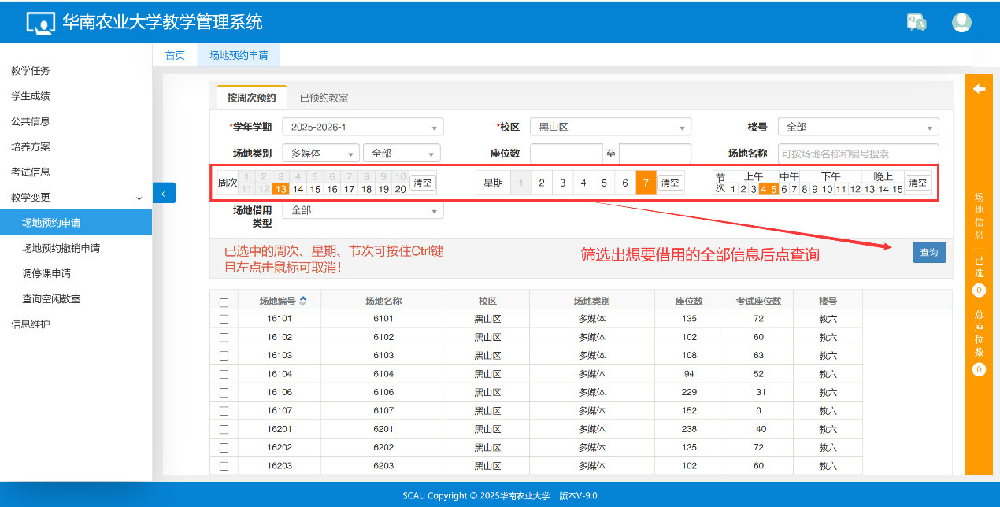 华南农业大学教学管理系统
首页 场地预约申请
教学任务
学生成绩
公共信息
培养方案
考试信息
教学变更
场地预约申请
场地预约撤销申请
调停课申请
查询空闲教室
信息维护
按周次预约 已预约教室
*学年学期 2025-2026-1 *校区 黑山区 楼号 全部
场地类别 多媒体 全部 座位数 至 场地名称 可按场地名称和编号搜索
周次 1 2 3 4 5 6 7 8 9 10 清空
11 12 13 14 15 16 17 18 19 20
星期 1 2 3 4 5 6 7 清空
节次 上午 中午 下午 晚上 清空
1 2 3 4 5 6 7 8 9 10 11 12 13 14 15
场地借用类型 全部
已选中的周次、星期、节次可按住Ctrl键
且左点击鼠标可取消！
筛选出想要借用的全部信息后点查询
查询
场地编号 场地名称 校区 场地类别 座位数 考试座位数 楼号
16101 6101 黑山区 多媒体 135 72 教六
16102 6102 黑山区 多媒体 102 60 教六
16103 6103 黑山区 多媒体 108 63 教六
16104 6104 黑山区 多媒体 94 52 教六
16106 6106 黑山区 多媒体 229 131 教六
16107 6107 黑山区 多媒体 152 0 教六
16201 6201 黑山区 多媒体 238 140 教六
16202 6202 黑山区 多媒体 135 72 教六
16203 6203 黑山区 多媒体 102 60 教六
场地信息
已选 0
总座位数 0
SCAU Copyright © 2025华南农业大学 版本V-9.0